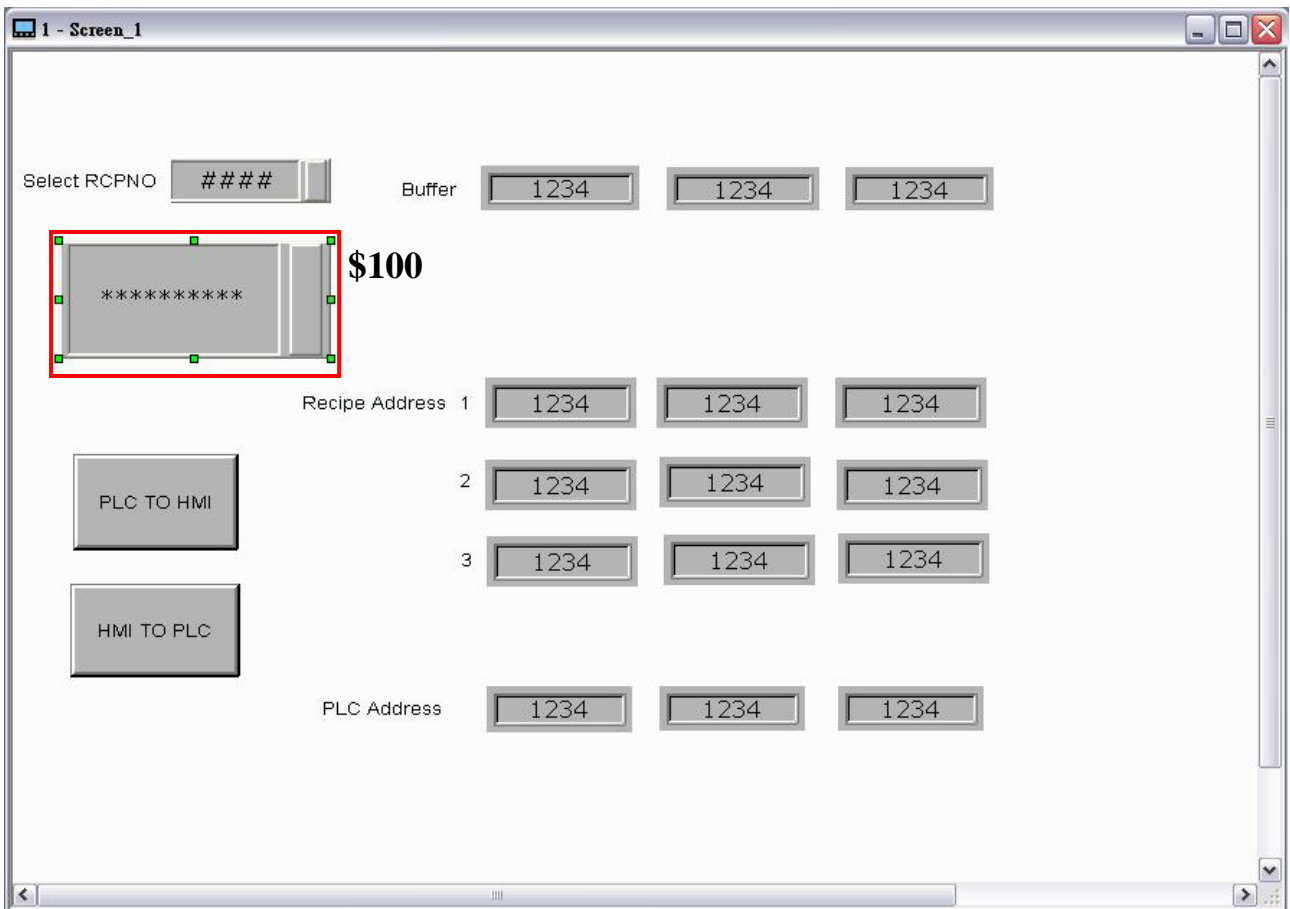 1 - Screen_1
Select RCPNO #### Buffer 1234 1234 1234
********** $100
Recipe Address 1 1234 1234 1234
2 1234 1234 1234
3 1234 1234 1234
PLC TO HMI
HMI TO PLC
PLC Address 1234 1234 1234